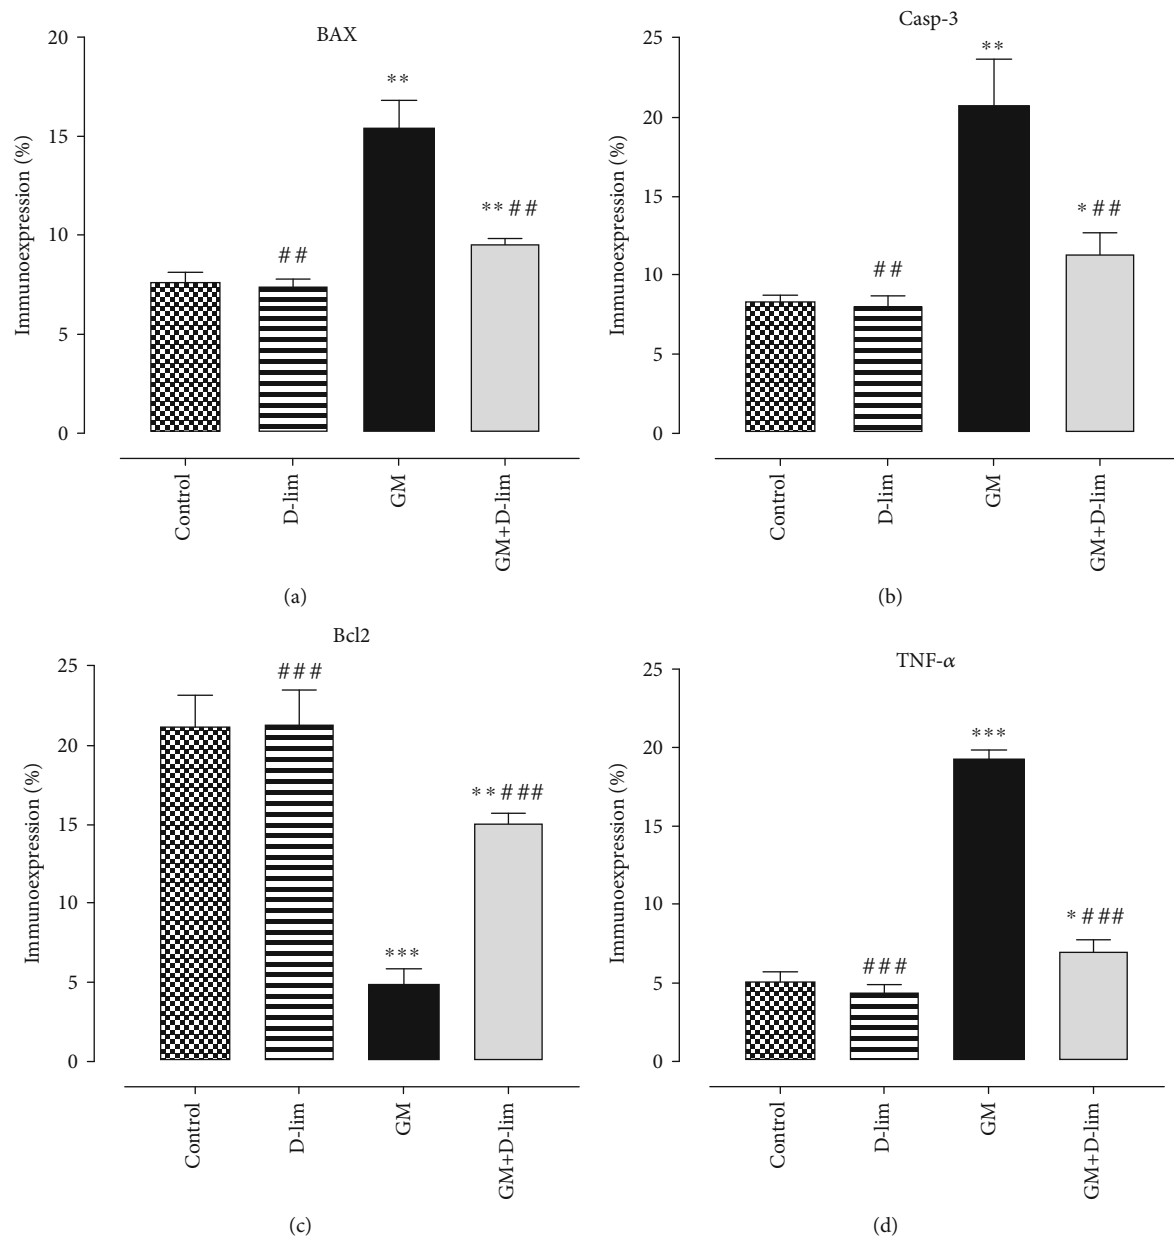 BAX
Immunoexpression (%)
20
15
10
5
0
**
##
**##
Control
D-lim
GM
GM+D-lim
(a)
Casp-3
Immunoexpression (%)
25
20
15
10
5
0
**
##
*##
Control
D-lim
GM
GM+D-lim
(b)
Bcl2
Immunoexpression (%)
25
20
15
10
5
0
###
***
**###
Control
D-lim
GM
GM+D-lim
(c)
TNF-α
Immunoexpression (%)
25
20
15
10
5
0
###
***
*###
Control
D-lim
GM
GM+D-lim
(d)